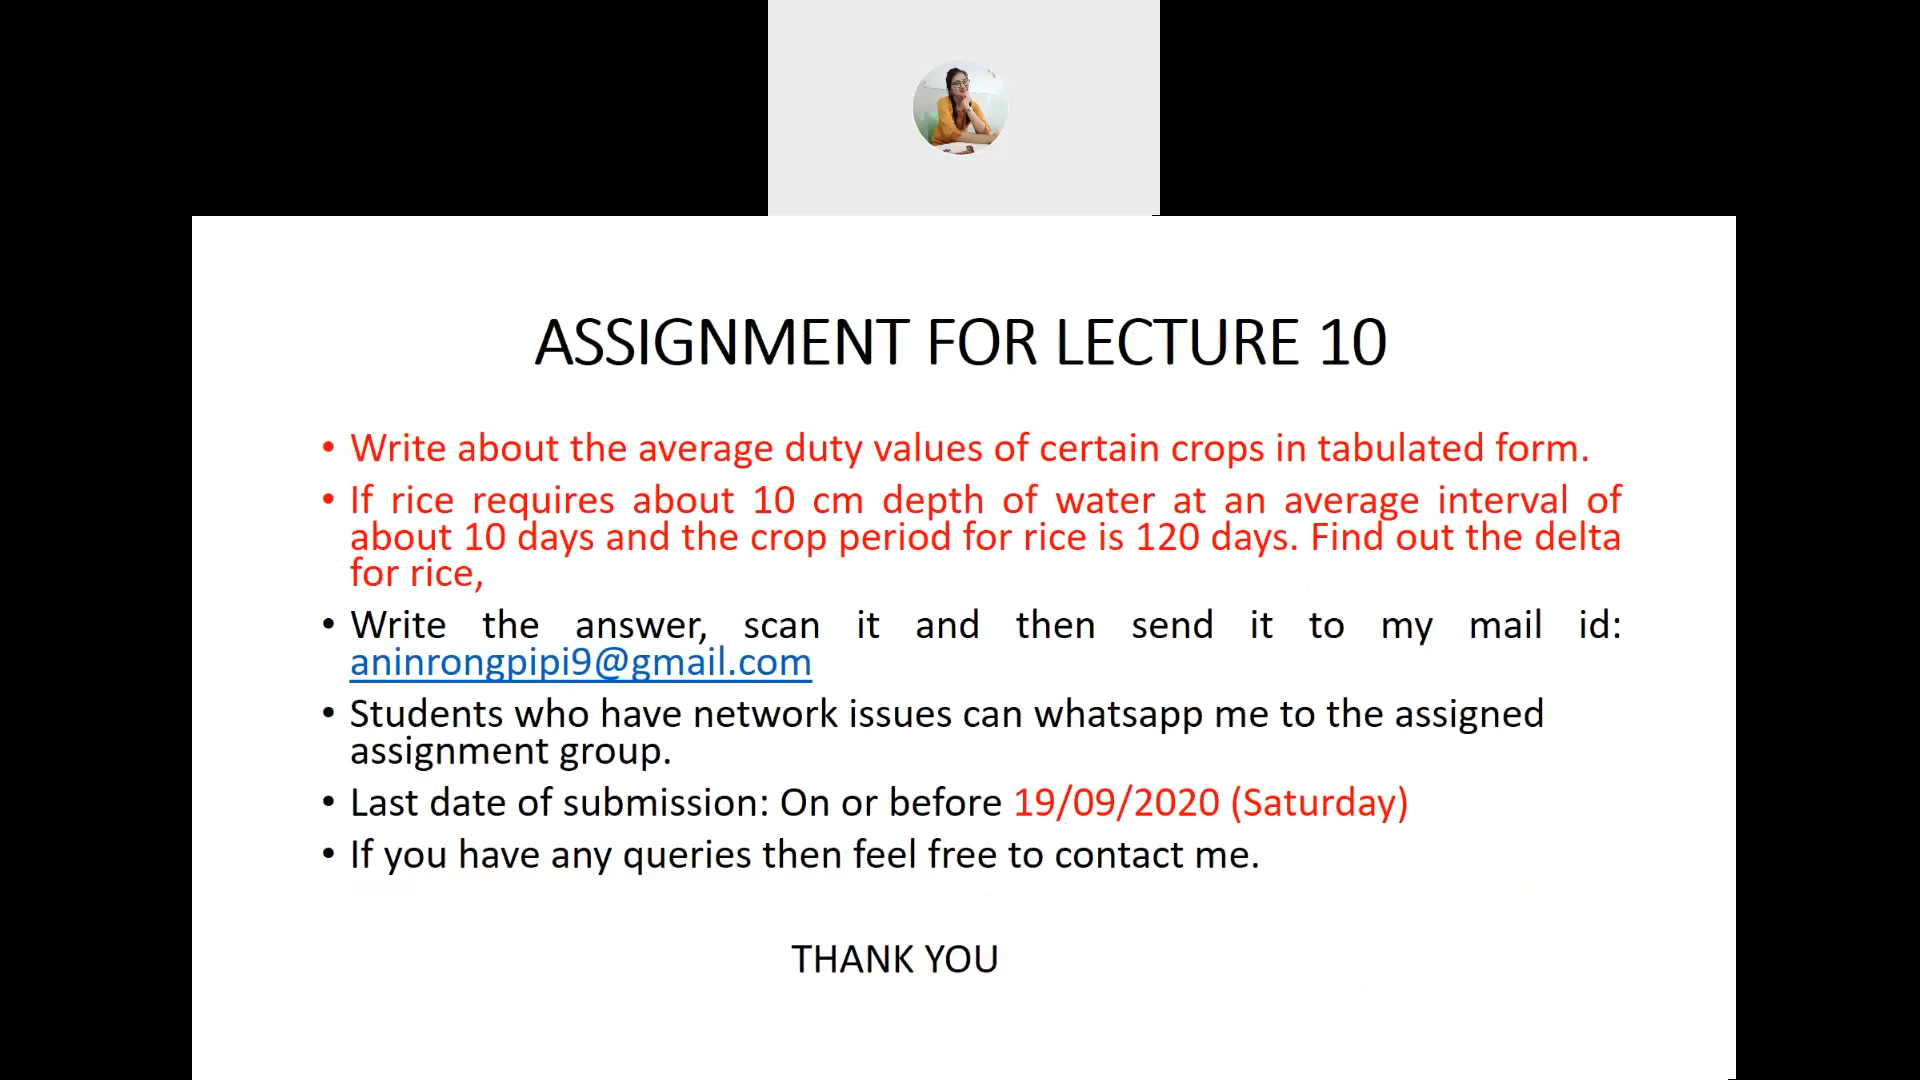 ASSIGNMENT FOR LECTURE 10
• Write about the average duty values of certain crops in tabulated form.
• If rice requires about 10 cm depth of water at an average interval of
about 10 days and the crop period for rice is 120 days. Find out the delta
for rice,
• Write the answer, scan it and then send it to my mail id:
aninrongpipi9@gmail.com
• Students who have network issues can whatsapp me to the assigned
assignment group.
• Last date of submission: On or before 19/09/2020 (Saturday)
• If you have any queries then feel free to contact me.
THANK YOU